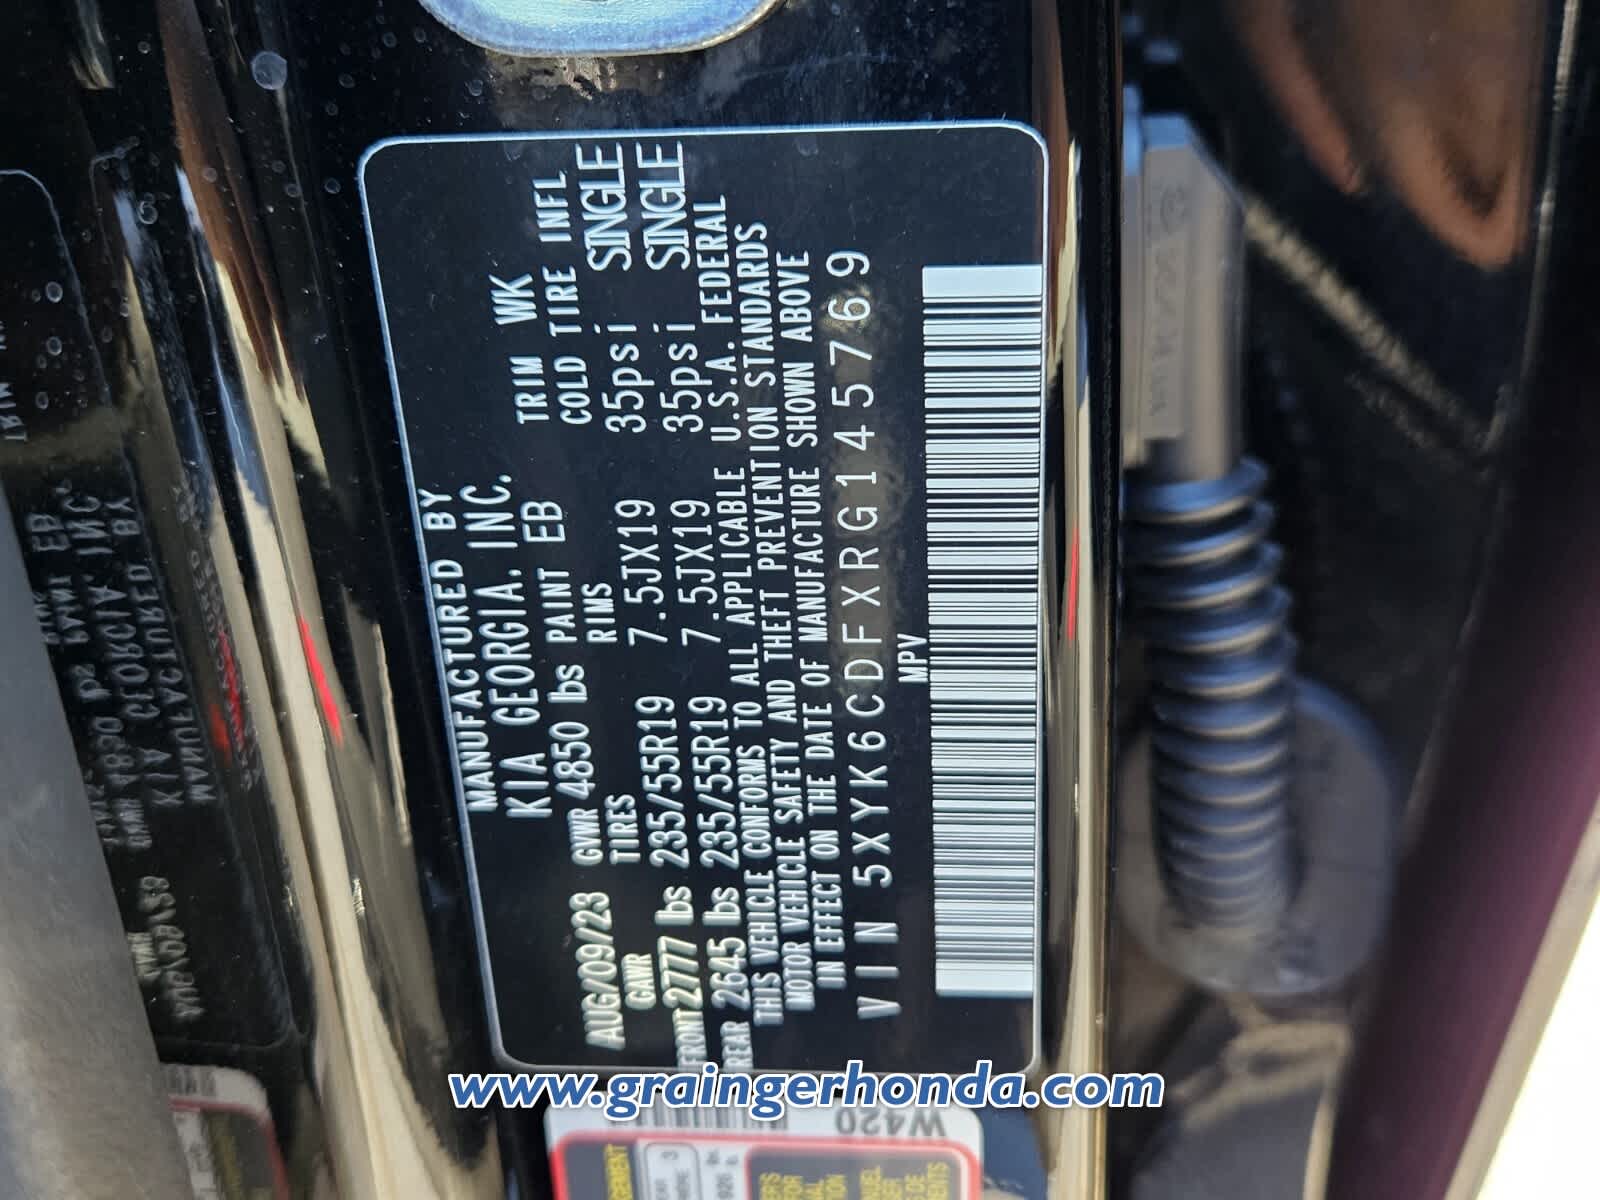 MANUFACTURED BY
KIA GEORGIA. INC.
AUG/09/23 GVWR 4850 lbs PAINT EB TRIM WK
GAWR TIRES RIMS COLD TIRE INFL
FRONT 2777 lbs 235/55R19 7.5JX19 35psi SINGLE
REAR 2645 lbs 235/55R19 7.5JX19 35psi SINGLE
THIS VEHICLE CONFORMS TO ALL APPLICABLE U.S.A. FEDERAL
MOTOR VEHICLE SAFETY AND THEFT PREVENTION STANDARDS
IN EFFECT ON THE DATE OF MANUFACTURE SHOWN ABOVE
VIN 5XYK6CDFXRG145769
MPV
www.graingerhonda.com
W420